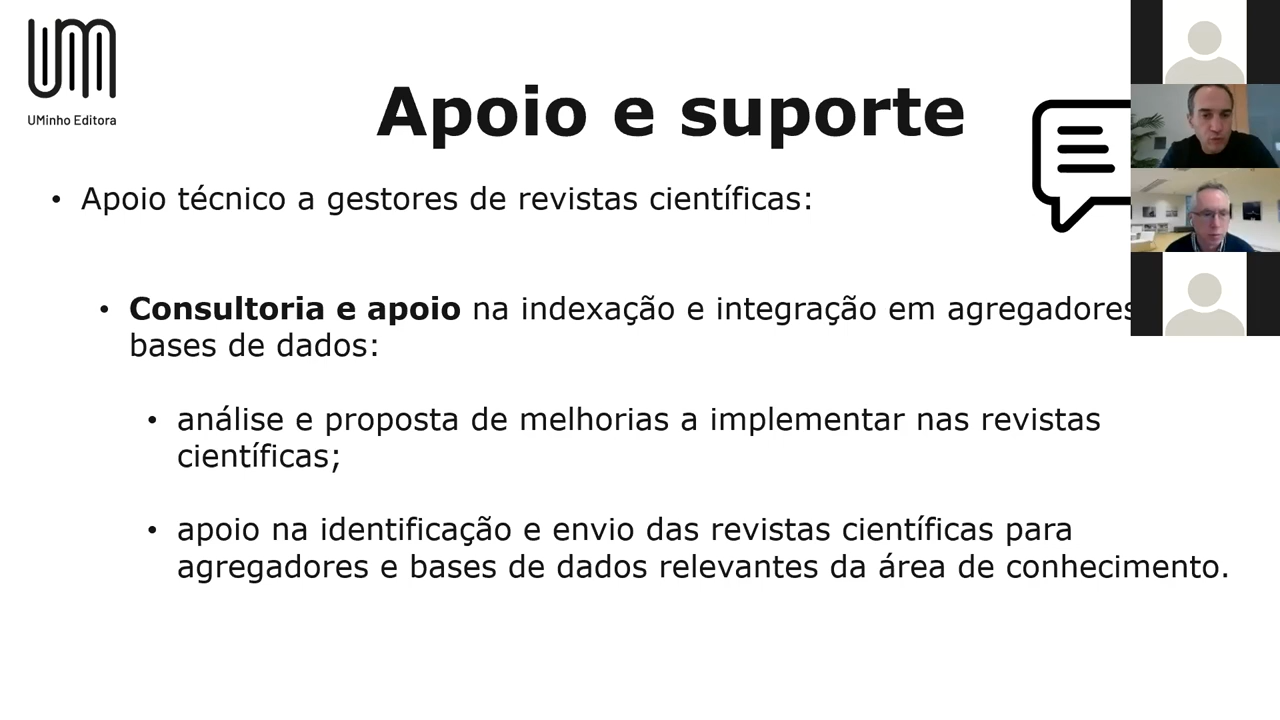 UMinho Editora
Apoio e suporte
• Apoio técnico a gestores de revistas científicas:
• Consultoria e apoio na indexação e integração em agregadores
bases de dados:
• análise e proposta de melhorias a implementar nas revistas
científicas;
• apoio na identificação e envio das revistas científicas para
agregadores e bases de dados relevantes da área de conhecimento.